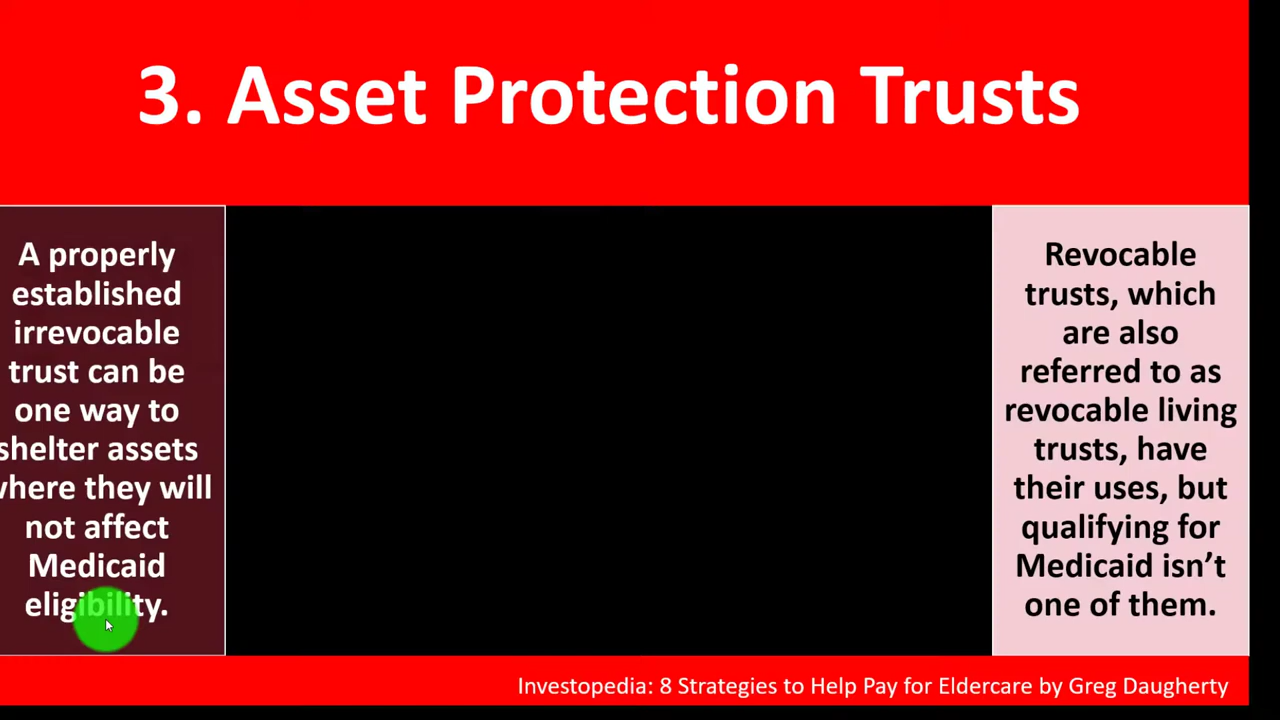 3. Asset Protection Trusts
A properly
established
irrevocable
trust can be
one way to
shelter assets
where they will
not affect
Medicaid
eligibility.
Revocable
trusts, which
are also
referred to as
revocable living
trusts, have
their uses, but
qualifying for
Medicaid isn’t
one of them.
Investopedia: 8 Strategies to Help Pay for Eldercare by Greg Daugherty